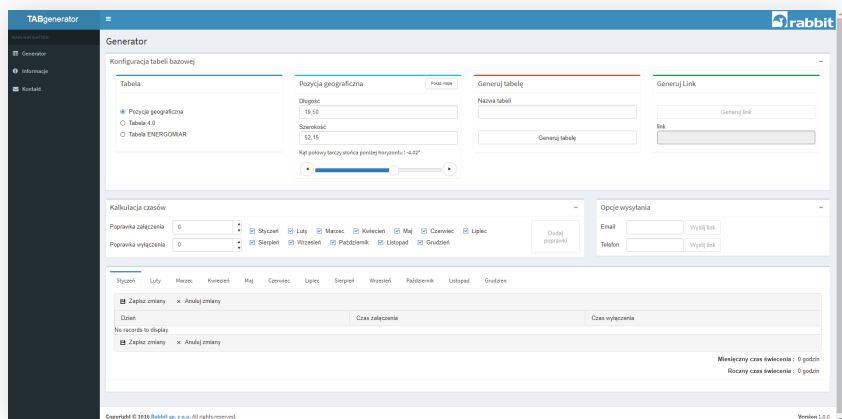 TABgenerator
rabbit
MAIN NAVIGATION
Generator
Informacje
Kontakt
Generator
Konfiguracja tabeli bazowej
Tabela
Pozycja geograficzna
Tabela 4.0
Tabela ENERGOMIAR
Pozycja geograficzna
Pokaż mapę
Długość
19,50
Szerokość
52,15
Kąt połowy tarczy słońca poniżej horyzontu : -4.02°
Generuj tabelę
Nazwa tabeli
Generuj tabelę
Generuj Link
Generuj link
link
Kalkulacja czasów
Poprawka załączenia 0
Poprawka wyłączenia 0
Styczeń Luty Marzec Kwiecień Maj Czerwiec Lipiec
Sierpień Wrzesień Październik Listopad Grudzień
Dodaj
poprawki
Opcje wysyłania
Email Wyślij link
Telefon Wyślij link
Styczeń Luty Marzec Kwiecień Maj Czerwiec Lipiec Sierpień Wrzesień Październik Listopad Grudzien
Zapisz zmiany × Anuluj zmiany
Dzień Czas załączenia Czas wyłączenia
No records to display.
Zapisz zmiany × Anuluj zmiany
Miesięczny czas świecenia : 0 godzin
Roczny czas świecenia : 0 godzin
Copyright © 2016 Rabbit sp. z o.o. All rights reserved.
Version 1.0.0